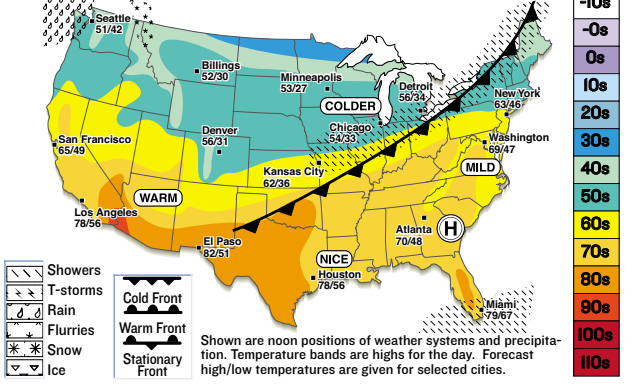 Seattle
51/42
Billings
52/30
Minneapolis
53/27
Detroit
56/34
New York
63/46
COLDER
Chicago
54/33
San Francisco
65/49
Denver
56/31
Washington
69/47
Kansas City
62/36
MILD
WARM
Los Angeles
78/56
El Paso
82/51
Atlanta
70/48
H
NICE
Houston
78/56
Miami
79/67
-10s
-0s
0s
10s
20s
30s
40s
50s
60s
70s
80s
90s
100s
110s
Showers
T-storms
Rain
Flurries
Snow
Ice
Cold Front
Warm Front
Stationary
Front
Shown are noon positions of weather systems and precipita-
tion. Temperature bands are highs for the day. Forecast
high/low temperatures are given for selected cities.